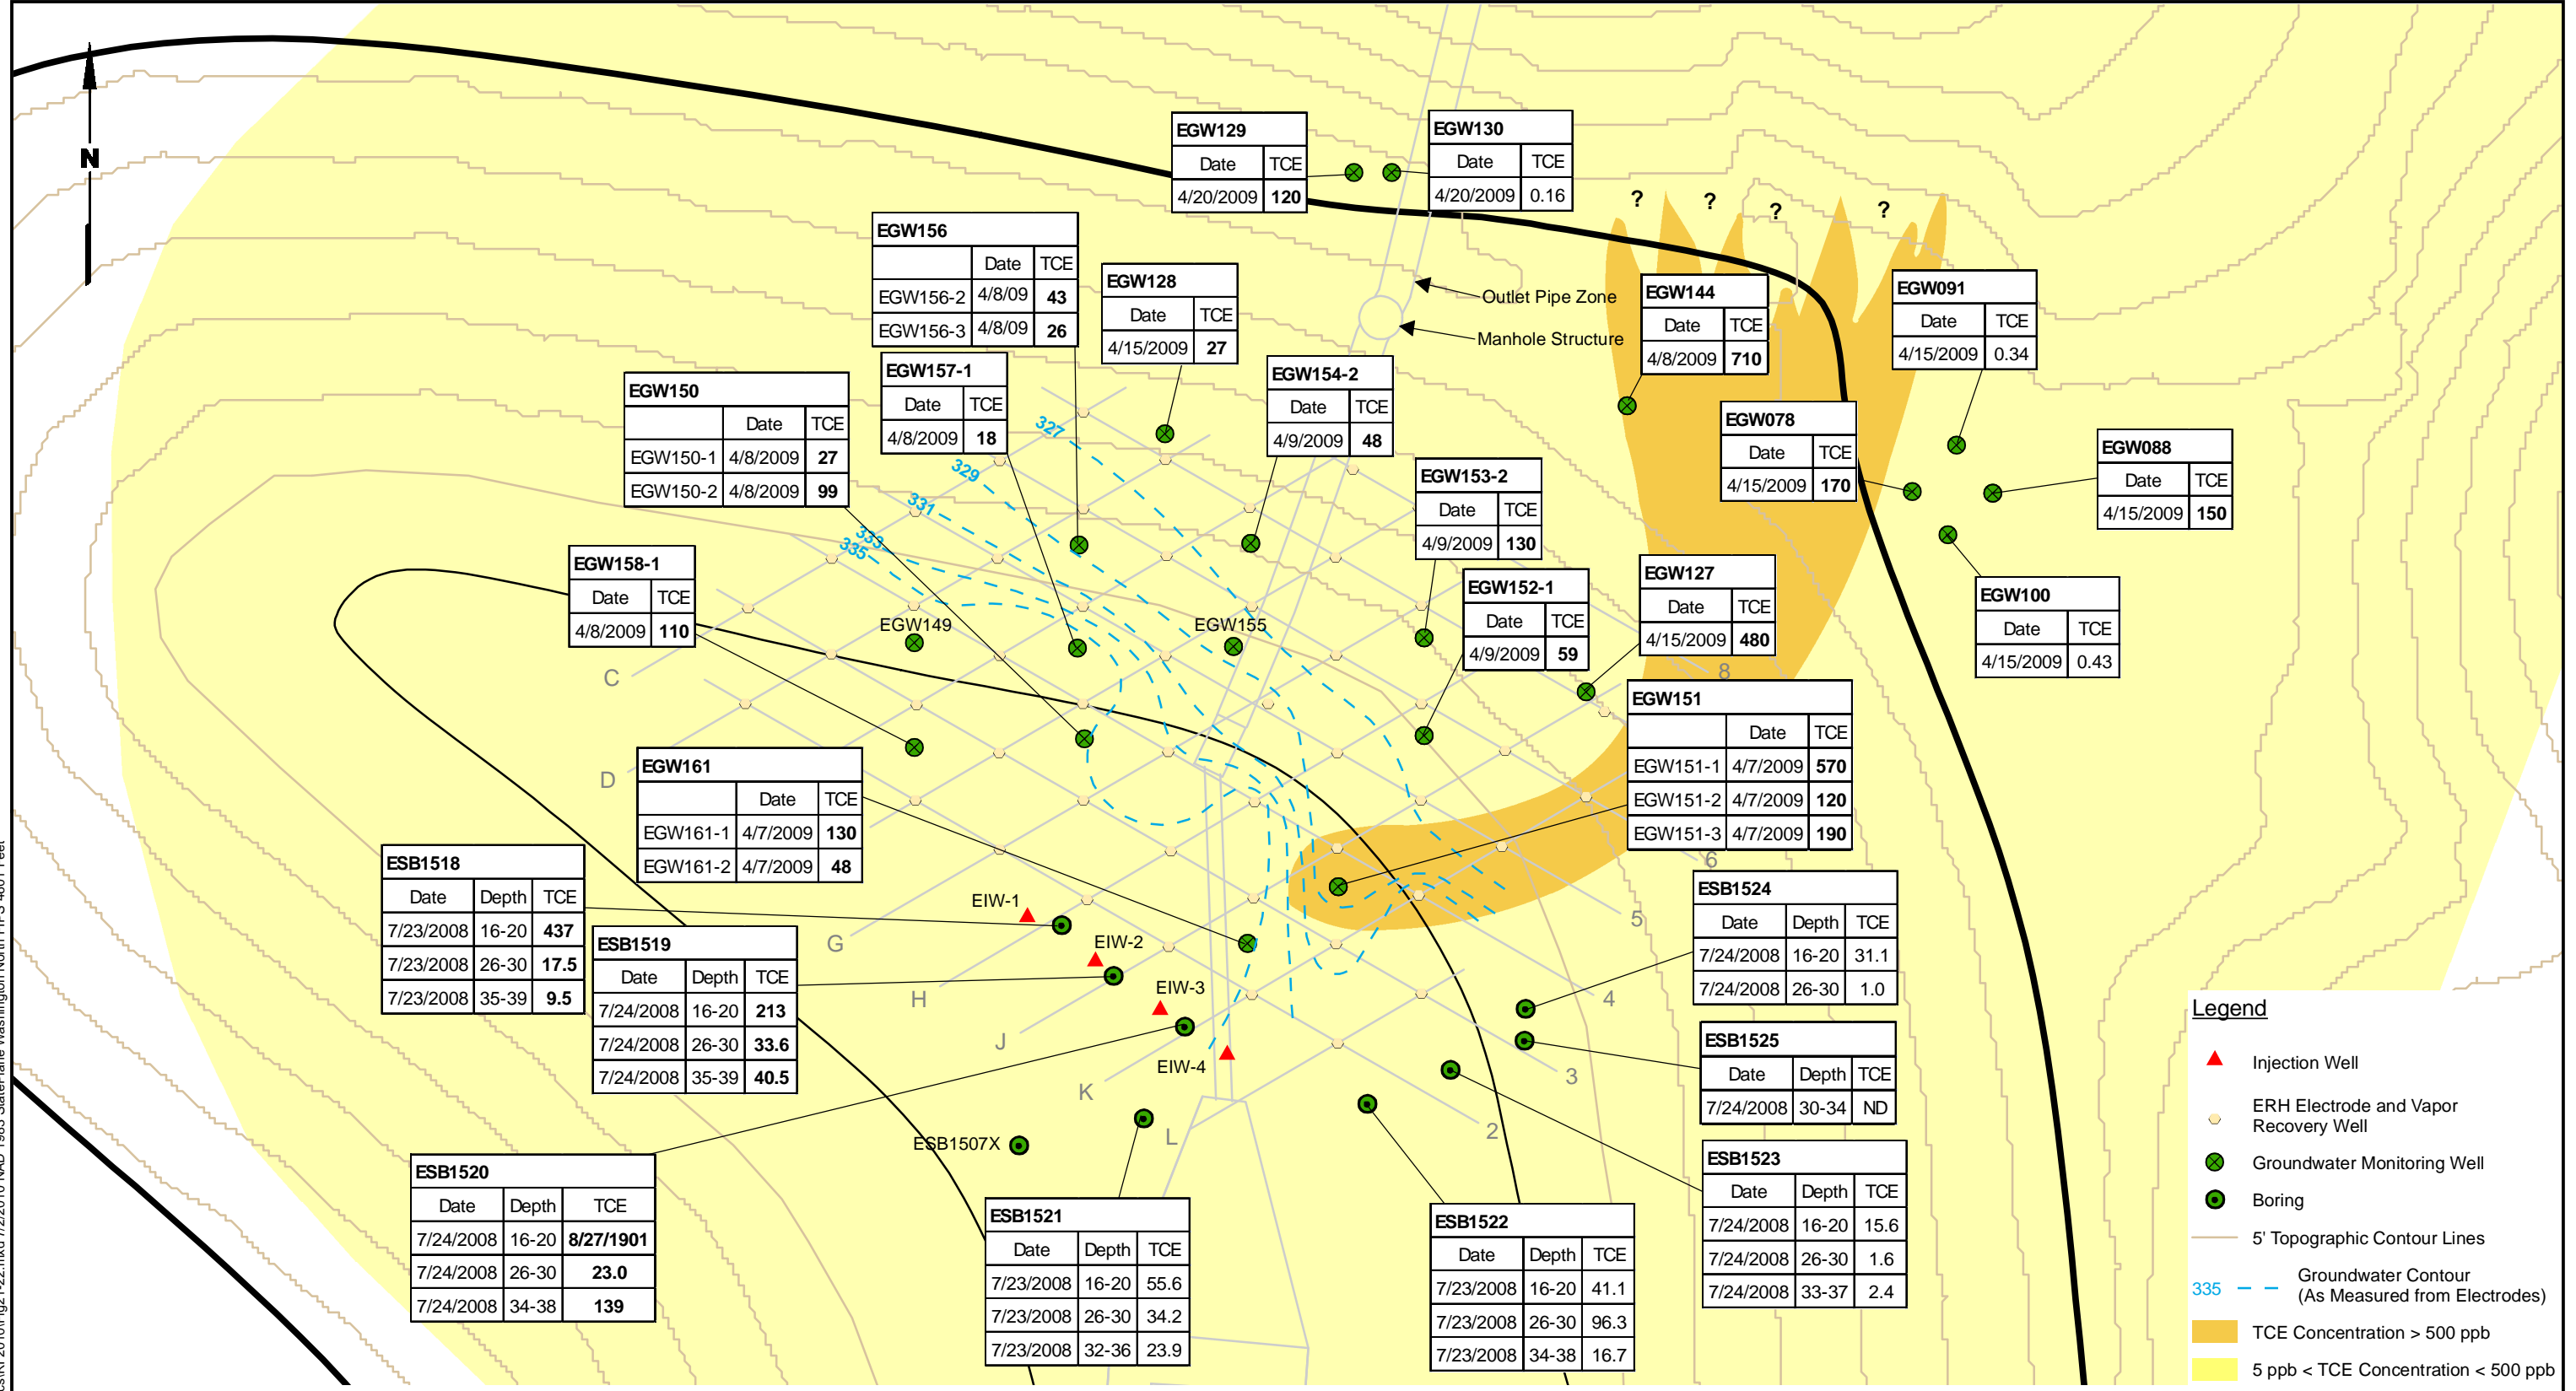 N
EGW129
Date TCE
4/20/2009 120
EGW130
Date TCE
4/20/2009 0.16
? ? ? ?
EGW156
Date TCE
EGW156-2 4/8/09 43
EGW156-3 4/8/09 26
EGW128
Date TCE
4/15/2009 27
Outlet Pipe Zone
Manhole Structure
EGW144
Date TCE
4/8/2009 710
EGW091
Date TCE
4/15/2009 0.34
EGW150
Date TCE
EGW150-1 4/8/2009 27
EGW150-2 4/8/2009 99
EGW157-1
Date TCE
4/8/2009 18
EGW154-2
Date TCE
4/9/2009 48
EGW078
Date TCE
4/15/2009 170
EGW088
Date TCE
4/15/2009 150
EGW153-2
Date TCE
4/9/2009 130
327
329
331
333
335
EGW158-1
Date TCE
4/8/2009 110
EGW149
EGW155
EGW152-1
Date TCE
4/9/2009 59
EGW127
Date TCE
4/15/2009 480
EGW100
Date TCE
4/15/2009 0.43
C
8
D
EGW151
Date TCE
EGW151-1 4/7/2009 570
EGW151-2 4/7/2009 120
EGW151-3 4/7/2009 190
6
EGW161
Date TCE
EGW161-1 4/7/2009 130
EGW161-2 4/7/2009 48
ESB1518
Date Depth TCE
7/23/2008 16-20 437
7/23/2008 26-30 17.5
7/23/2008 35-39 9.5
EIW-1
G
EIW-2
5
ESB1519
Date Depth TCE
7/24/2008 16-20 213
7/24/2008 26-30 33.6
7/24/2008 35-39 40.5
H
EIW-3
4
J
EIW-4
K
3
L
2
ESB1507X
ESB1524
Date Depth TCE
7/24/2008 16-20 31.1
7/24/2008 26-30 1.0
ESB1525
Date Depth TCE
7/24/2008 30-34 ND
ESB1520
Date Depth TCE
7/24/2008 16-20 8/27/1901
7/24/2008 26-30 23.0
7/24/2008 34-38 139
ESB1521
Date Depth TCE
7/23/2008 16-20 55.6
7/23/2008 26-30 34.2
7/23/2008 32-36 23.9
ESB1522
Date Depth TCE
7/23/2008 16-20 41.1
7/23/2008 26-30 96.3
7/23/2008 34-38 16.7
ESB1523
Date Depth TCE
7/24/2008 16-20 15.6
7/24/2008 26-30 1.6
7/24/2008 33-37 2.4
Legend
Injection Well
ERH Electrode and Vapor
Recovery Well
Groundwater Monitoring Well
Boring
5' Topographic Contour Lines
335 Groundwater Contour
(As Measured from Electrodes)
TCE Concentration > 500 ppb
5 ppb < TCE Concentration < 500 ppb